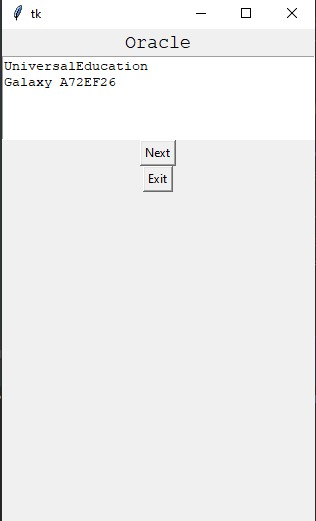 tk
Oracle
UniversalEducation
Galaxy A72EF26
Next
Exit